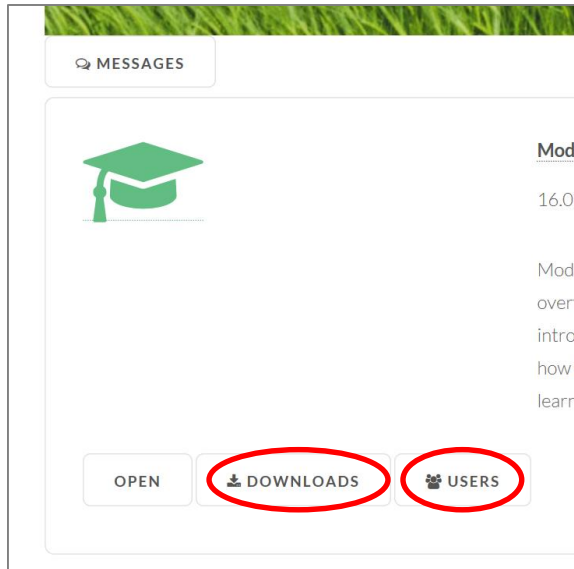 MESSAGES
Mod
16.0
Mod
over
intro
how
learn
OPEN
DOWNLOADS
USERS